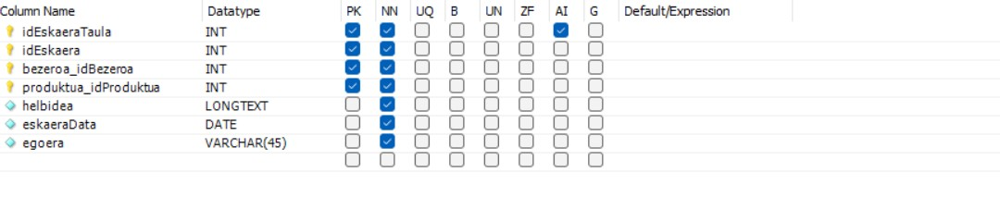 Column Name Datatype PK NN UQ B UN ZF AI G Default/Expression
idEskaeraTaula INT
idEskaera INT
bezeroa_idBezeroa INT
produktua_idProduktua INT
helbidea LONGTEXT
eskaeraData DATE
egoera VARCHAR(45)